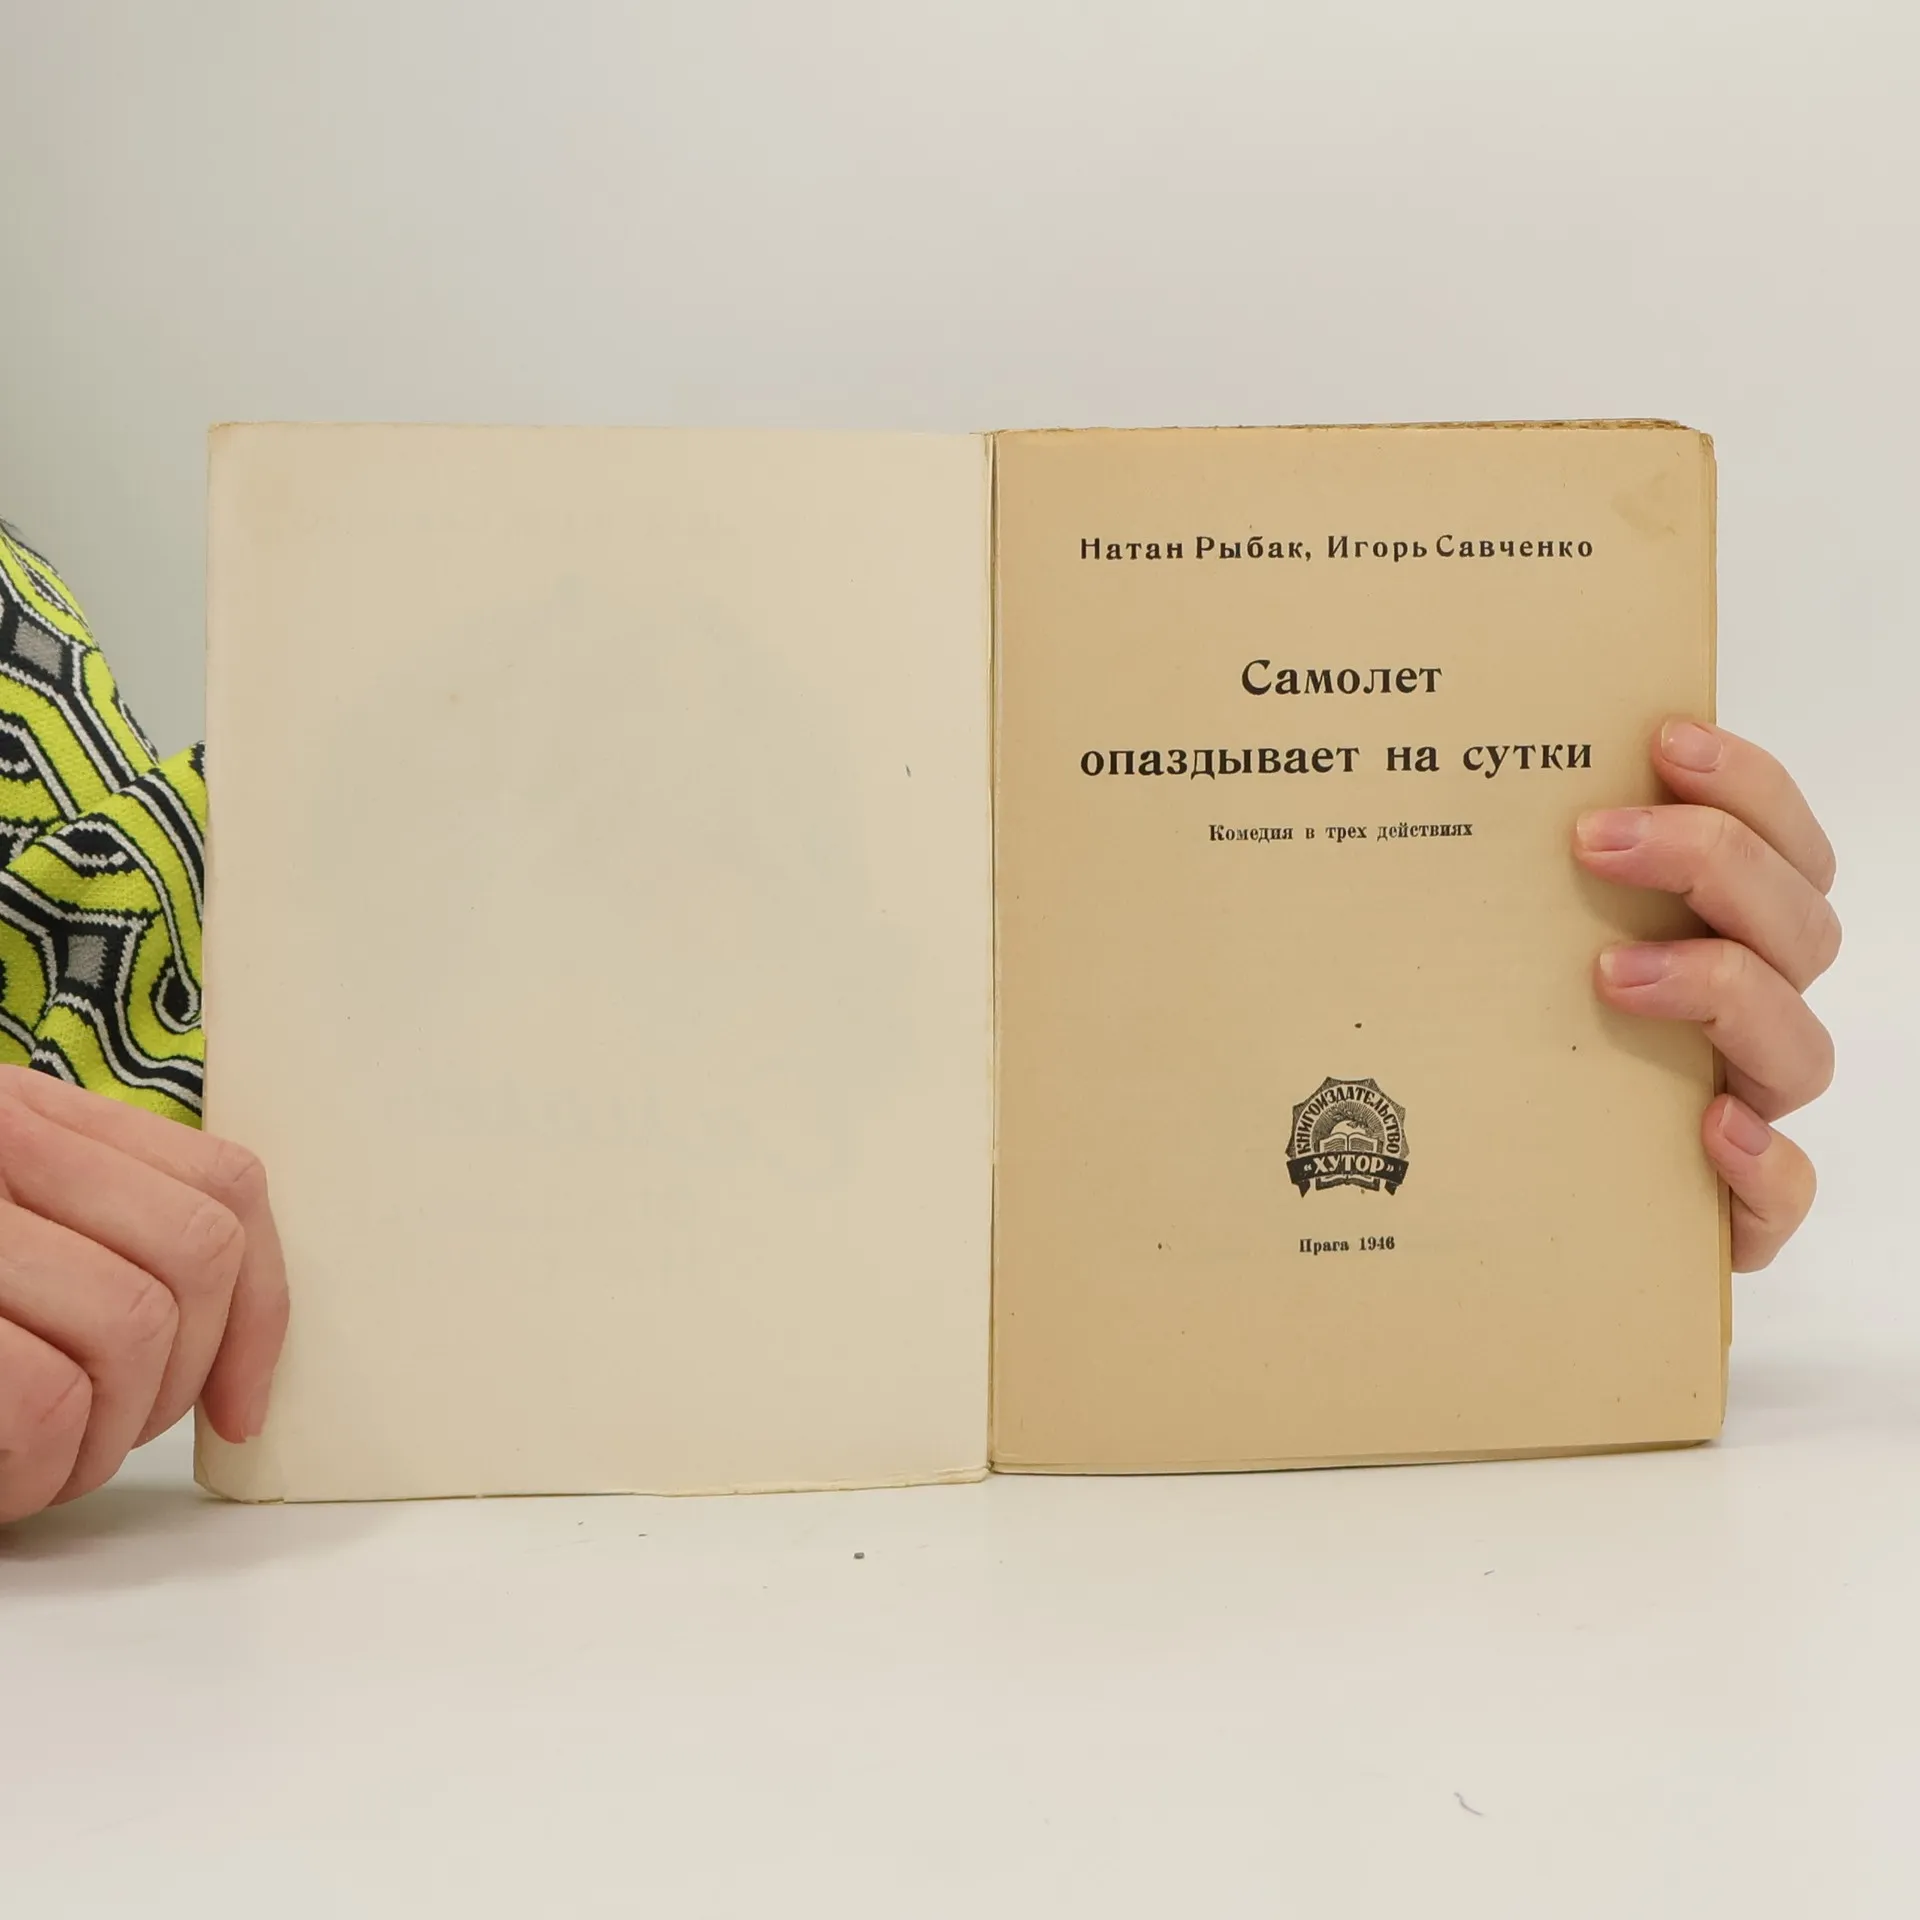 Натан Рыбак, Игорь Савченко
Самолет
опаздывает на сутки
Комедия в трех действиях
КНИГОИЗДАТЕЛЬСТВО
«ХУТОР»
Прага 1946